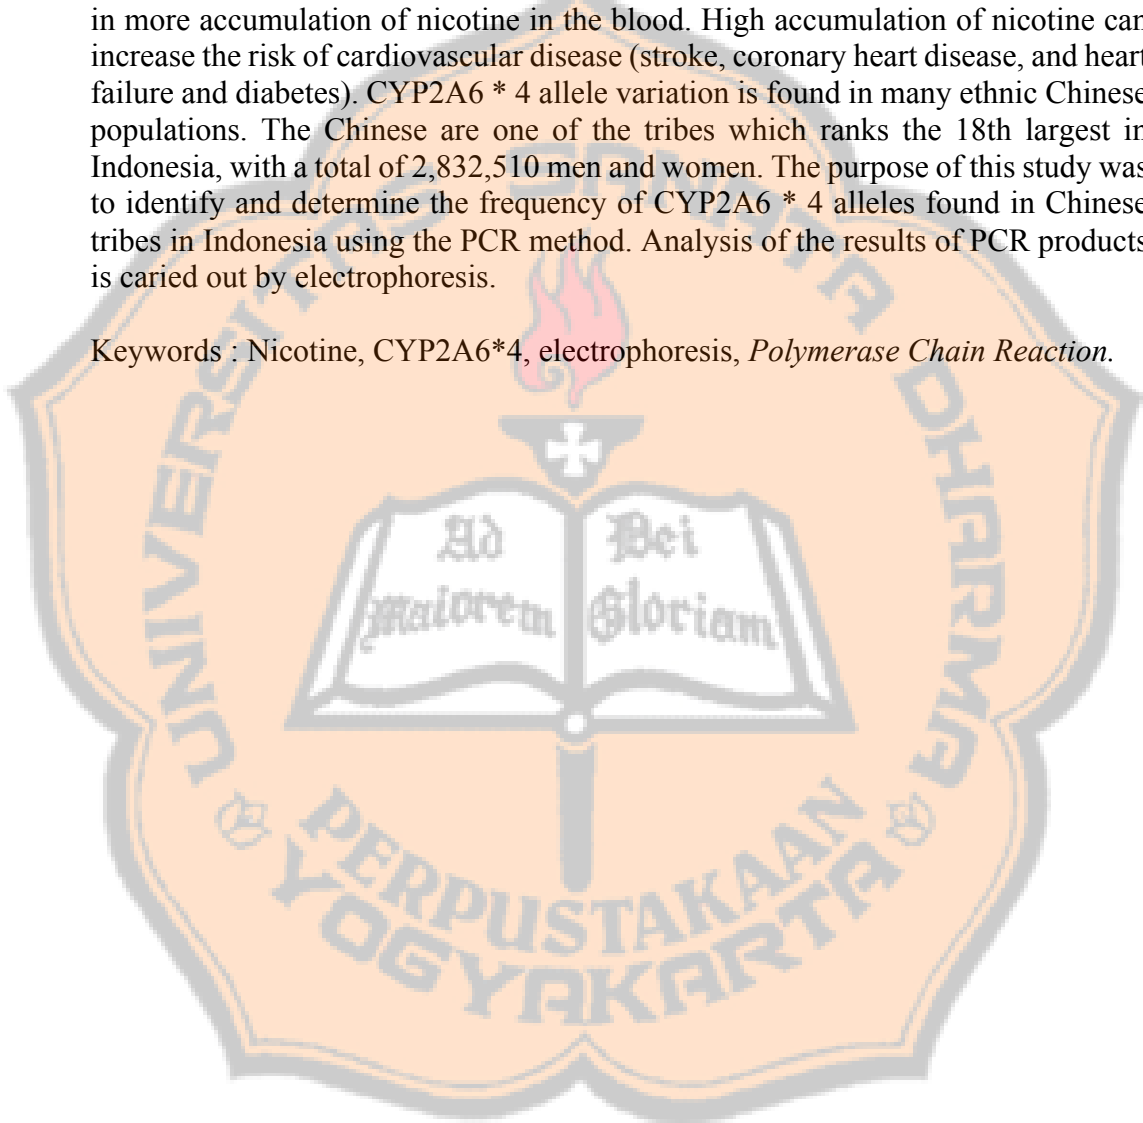 in more accumulation of nicotine in the blood. High accumulation of nicotine can
increase the risk of cardiovascular disease (stroke, coronary heart disease, and heart
failure and diabetes). CYP2A6 * 4 allele variation is found in many ethnic Chinese
populations. The Chinese are one of the tribes which ranks the 18th largest in
Indonesia, with a total of 2,832,510 men and women. The purpose of this study was
to identify and determine the frequency of CYP2A6 * 4 alleles found in Chinese
tribes in Indonesia using the PCR method. Analysis of the results of PCR products
is caried out by electrophoresis.
Keywords : Nicotine, CYP2A6*4, electrophoresis, Polymerase Chain Reaction.
UNIVERSITAS SANATA DHARMA
Ad Dei
Maiorem Gloriam
PERPUSTAKAAN
YOGYAKARTA